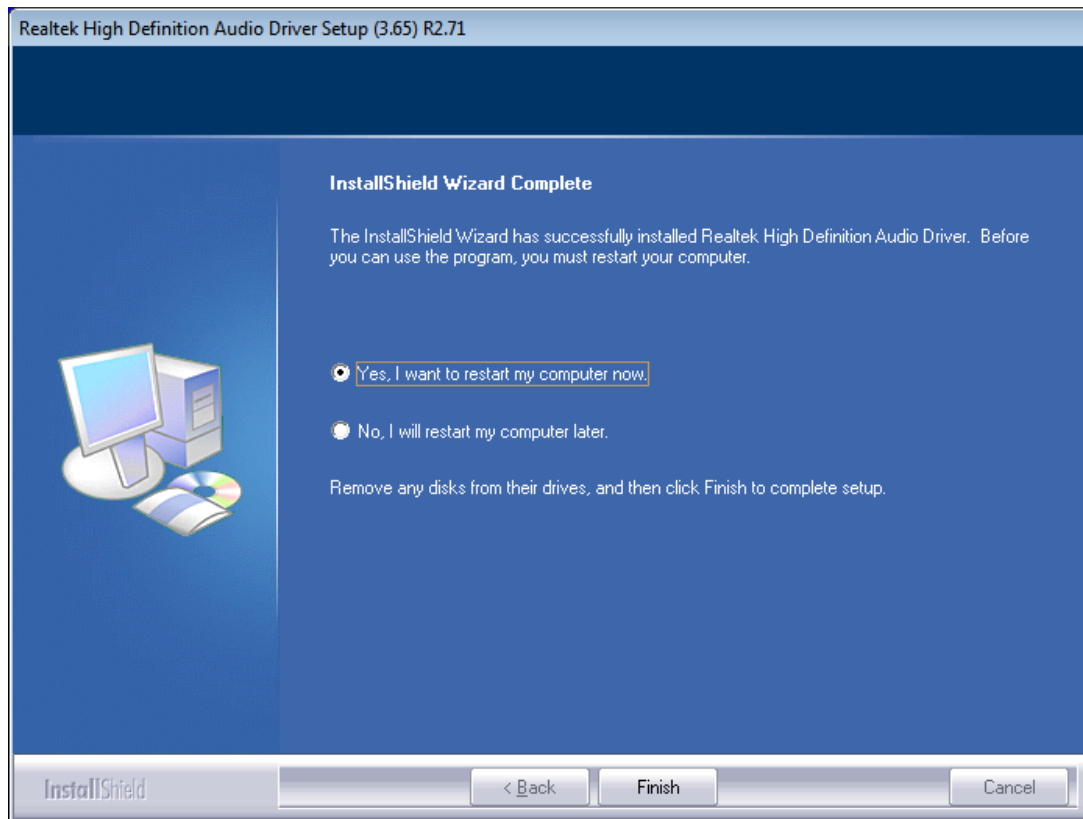 Realtek High Definition Audio Driver Setup (3.65) R2.71
InstallShield Wizard Complete
The InstallShield Wizard has successfully installed Realtek High Definition Audio Driver. Before
you can use the program, you must restart your computer.
Yes, I want to restart my computer now.
No, I will restart my computer later.
Remove any disks from their drives, and then click Finish to complete setup.
InstallShield
< Back
Finish
Cancel